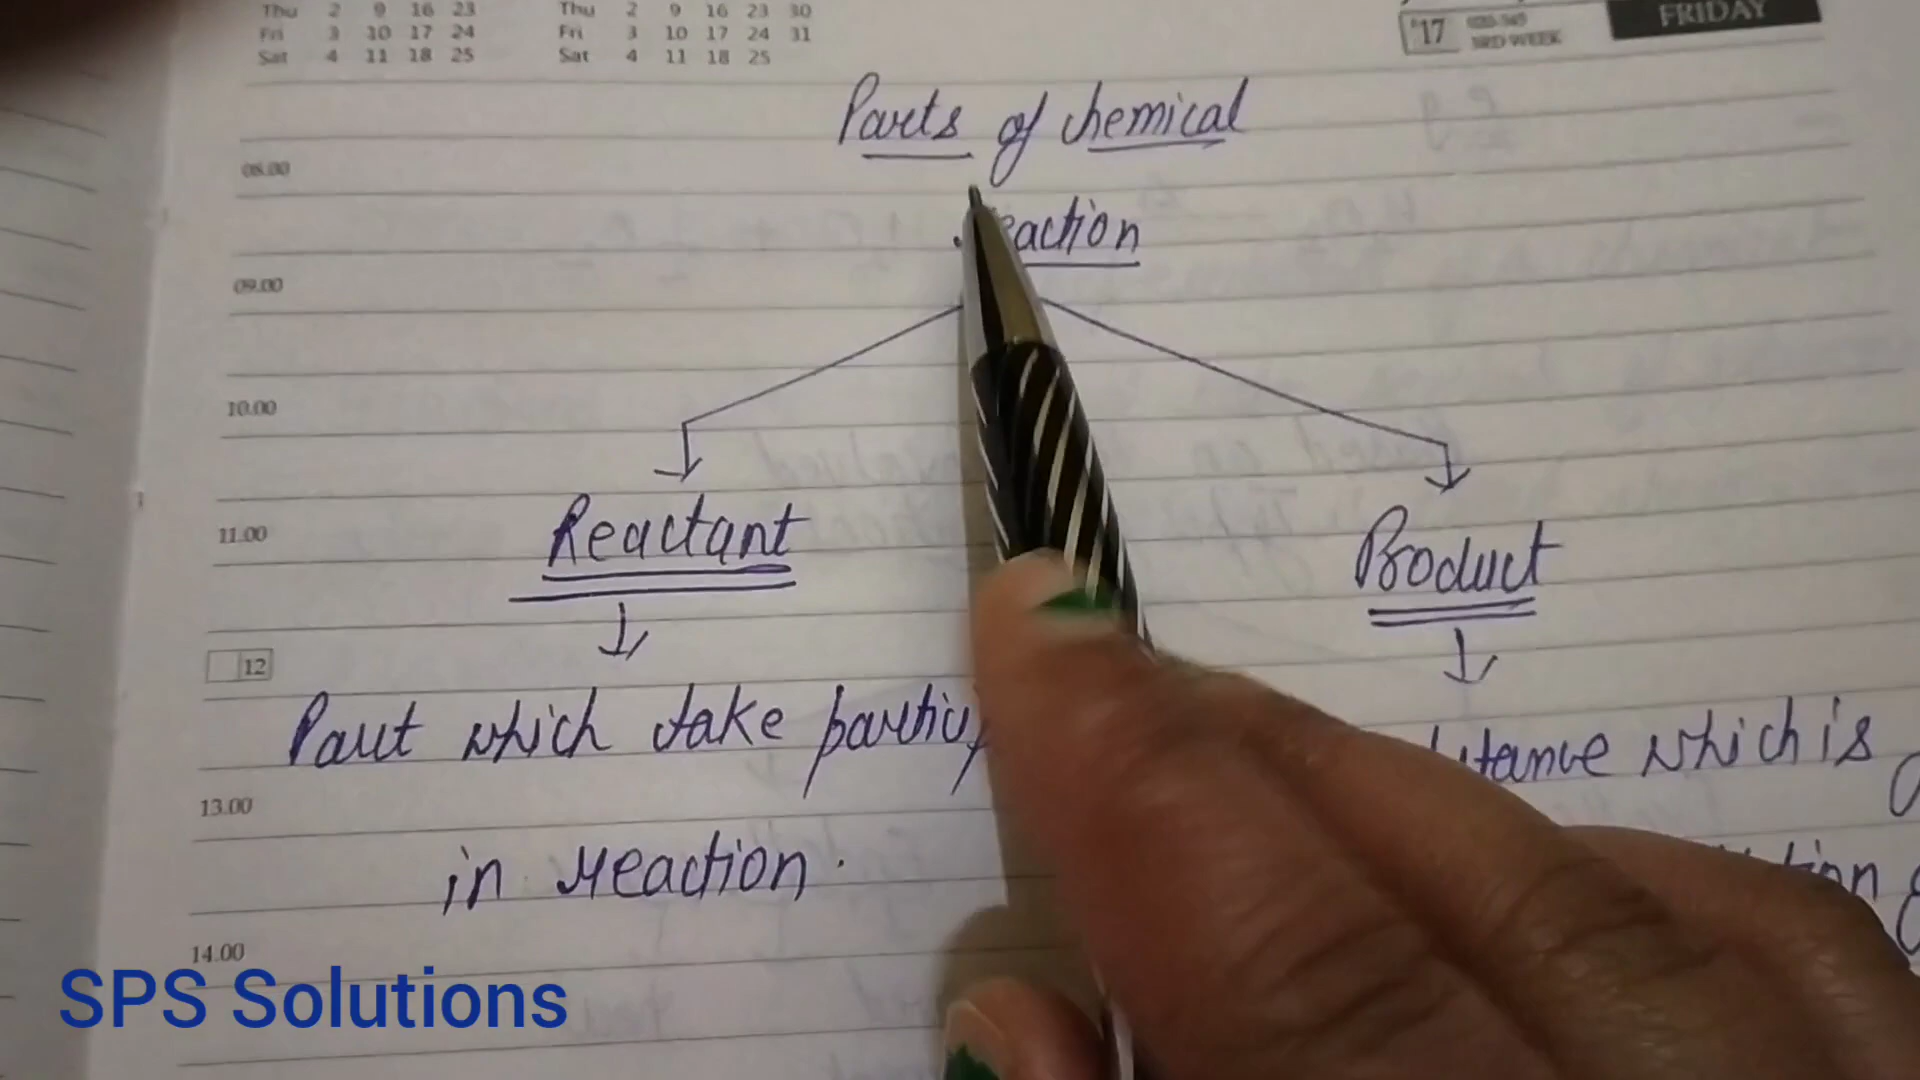 Thu 2 9 16 23
Fri 3 10 17 24
Sat 4 11 18 25
Thu 2 9 16 23 30
Fri 3 10 17 24 31
Sat 4 11 18 25
17
3RD WEEK
FRIDAY
Parts of chemical
eaction
08.00
09.00
10.00
11.00
12
13.00
14.00
Reactant
Product
Part which take
which is
in reaction.
SPS Solutions